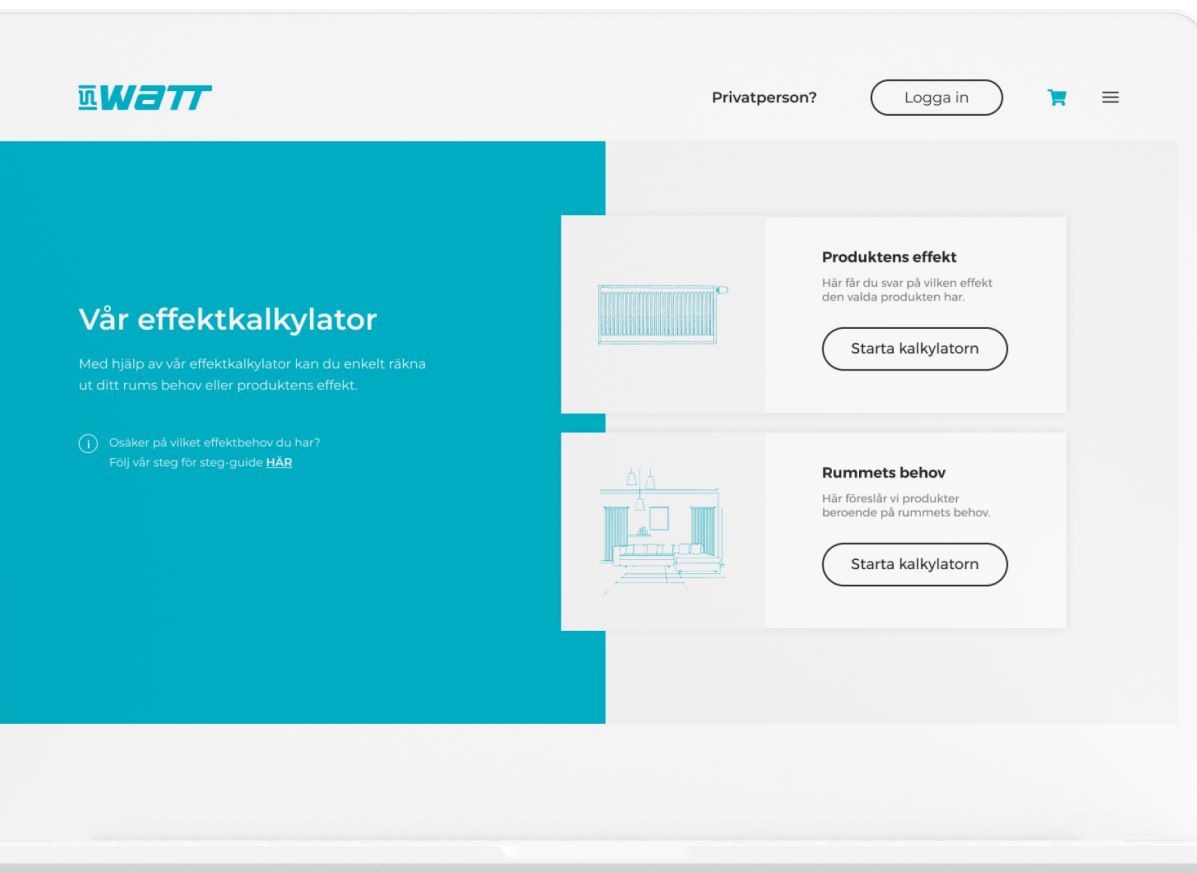 WATT
Privatperson?
Logga in
Vår effektkalkylator
Med hjälp av vår effektkalkylator kan du enkelt räkna
ut ditt rums behov eller produktens effekt.
Osäker på vilket effektbehov du har?
Följ vår steg för steg-guide HÄR
Produktens effekt
Här får du svar på vilken effekt
den valda produkten har.
Starta kalkylatorn
Rummets behov
Här föreslår vi produkter
beroende på rummets behov.
Starta kalkylatorn